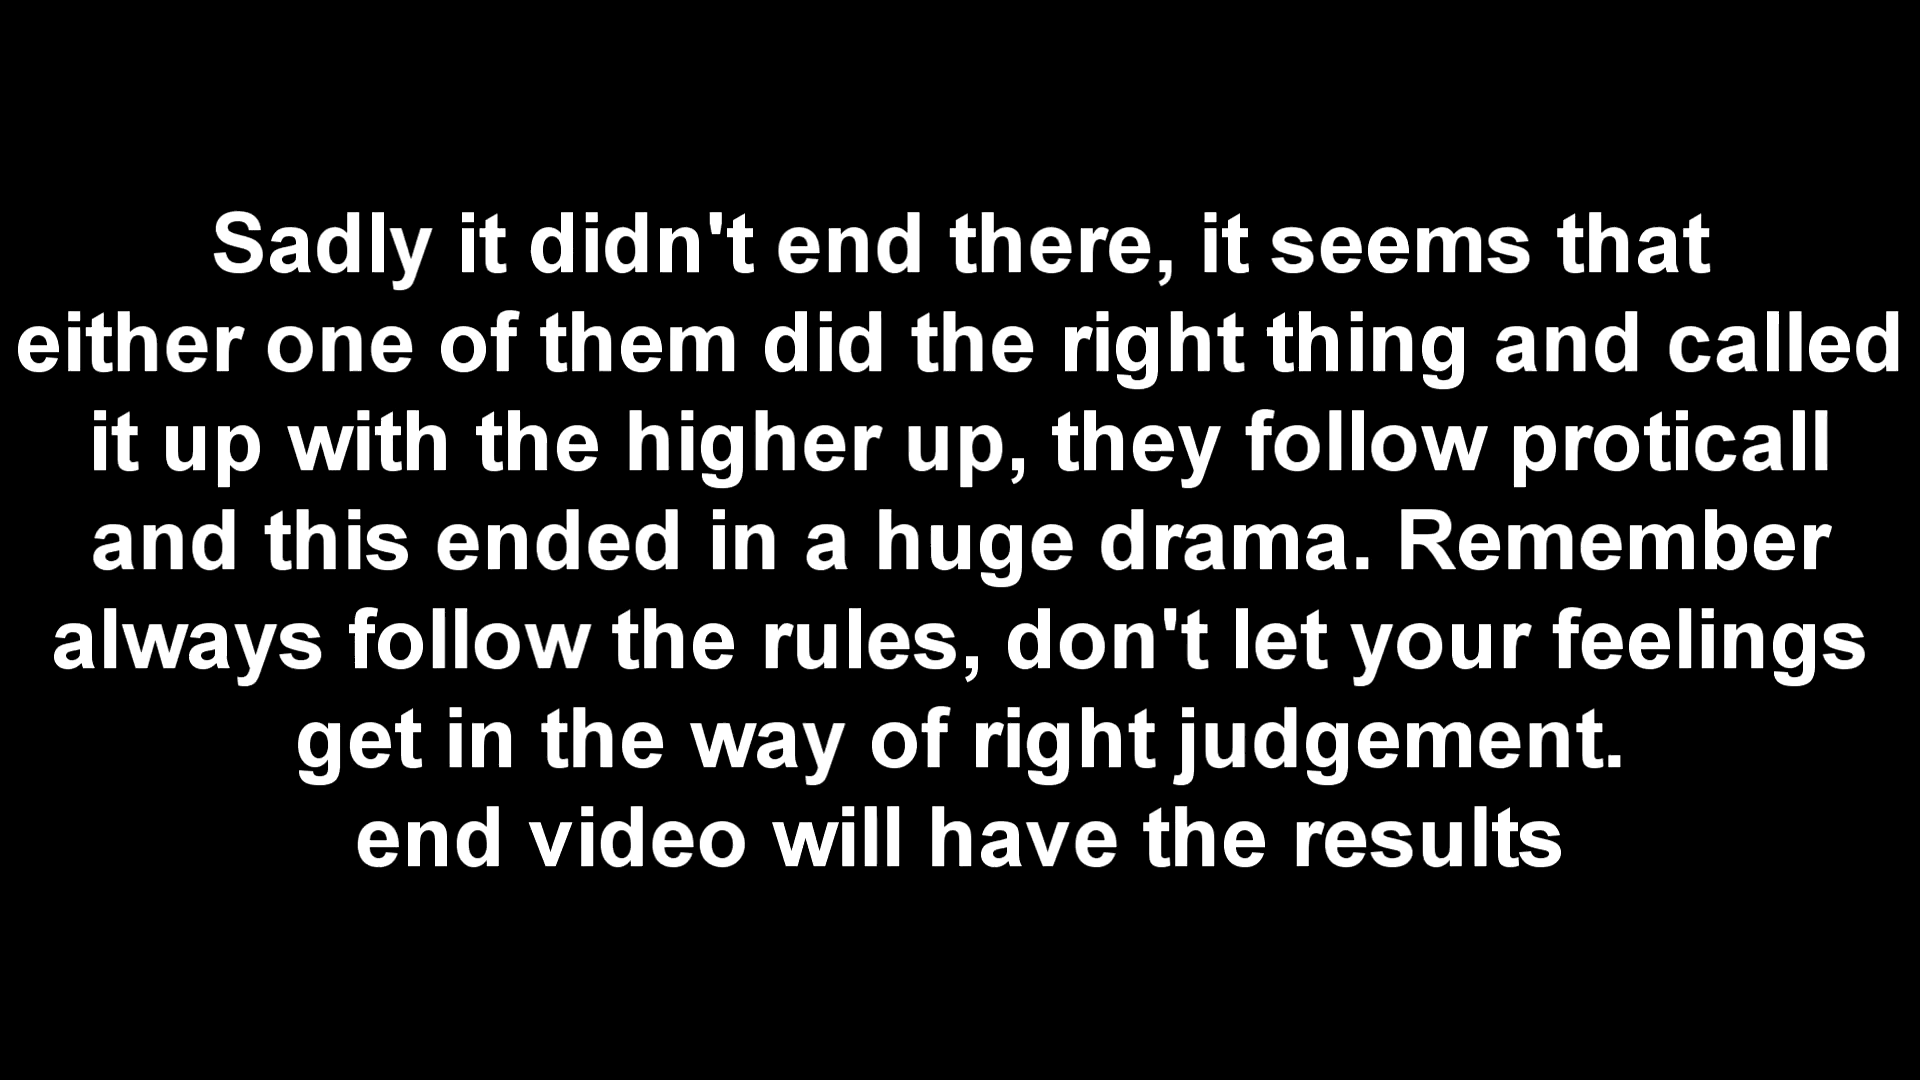 Sadly it didn't end there, it seems that
either one of them did the right thing and called
it up with the higher up, they follow proticall
and this ended in a huge drama. Remember
always follow the rules, don't let your feelings
get in the way of right judgement.
end video will have the results